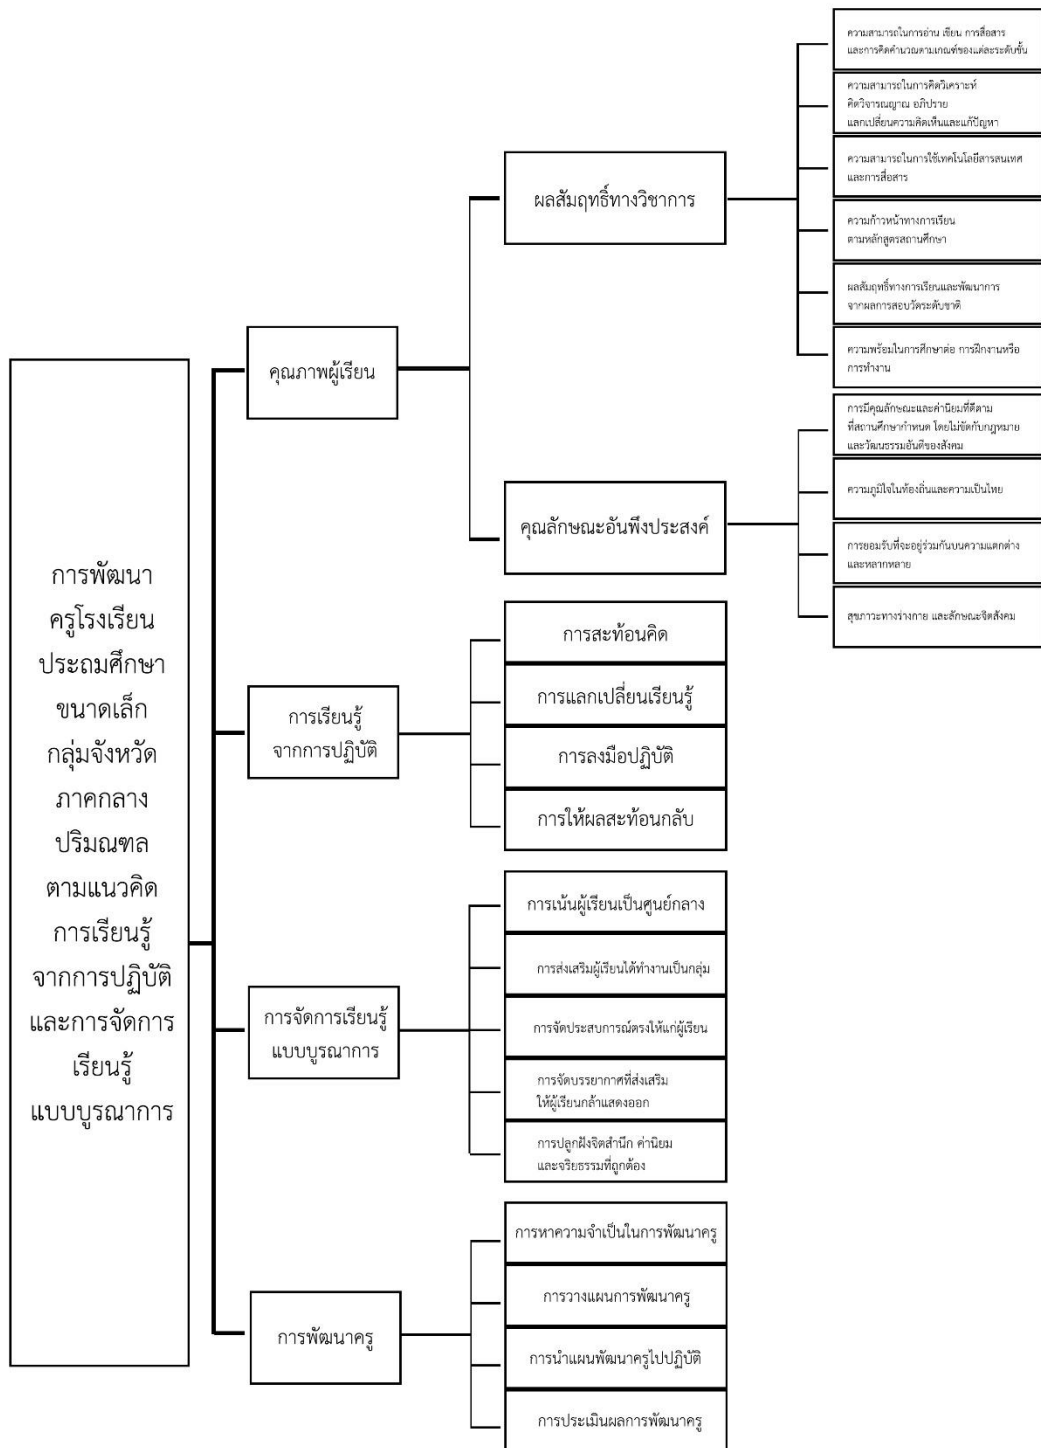 การพัฒนา
ครูโรงเรียน
ประถมศึกษา
ขนาดเล็ก
กลุ่มจังหวัด
ภาคกลาง
ปริมณฑล
ตามแนวคิด
การเรียนรู้
จากการปฏิบัติ
และการจัดการ
เรียนรู้
แบบบูรณาการ
คุณภาพผู้เรียน
ผลสัมฤทธิ์ทางวิชาการ
ความสามารถในการอ่าน เขียน การสื่อสาร
และการคิดคำนวณตามเกณฑ์ของแต่ละระดับชั้น
ความสามารถในการคิดวิเคราะห์
คิดวิจารณญาณ อภิปราย
แลกเปลี่ยนความคิดเห็นและแก้ปัญหา
ความสามารถในการใช้เทคโนโลยีสารสนเทศ
และการสื่อสาร
ความก้าวหน้าทางการเรียน
ตามหลักสูตรสถานศึกษา
ผลสัมฤทธิ์ทางการเรียนและพัฒนาการ
จากผลการสอบวัดระดับชาติ
ความพร้อมในการศึกษาต่อ การฝึกงานหรือ
การทำงาน
คุณลักษณะอันพึงประสงค์
การมีคุณลักษณะและค่านิยมที่ดีตาม
ที่สถานศึกษากำหนด โดยไม่ขัดกับกฎหมาย
และวัฒนธรรมอันดีของสังคม
ความภูมิใจในท้องถิ่นและความเป็นไทย
การยอมรับที่จะอยู่ร่วมกันบนความแตกต่าง
และหลากหลาย
สุขภาวะทางร่างกาย และลักษณะจิตสังคม
การเรียนรู้
จากการปฏิบัติ
การสะท้อนคิด
การแลกเปลี่ยนเรียนรู้
การลงมือปฏิบัติ
การให้ผลสะท้อนกลับ
การจัดการเรียนรู้
แบบบูรณาการ
การเน้นผู้เรียนเป็นศูนย์กลาง
การส่งเสริมผู้เรียนได้ทำงานเป็นกลุ่ม
การจัดประสบการณ์ตรงให้แก่ผู้เรียน
การจัดบรรยากาศที่ส่งเสริม
ให้ผู้เรียนกล้าแสดงออก
การปลูกฝังจิตสำนึก ค่านิยม
และจริยธรรมที่ถูกต้อง
การพัฒนาครู
การหาความจำเป็นในการพัฒนาครู
การวางแผนการพัฒนาครู
การนำแผนพัฒนาครูไปปฏิบัติ
การประเมินผลการพัฒนาครู